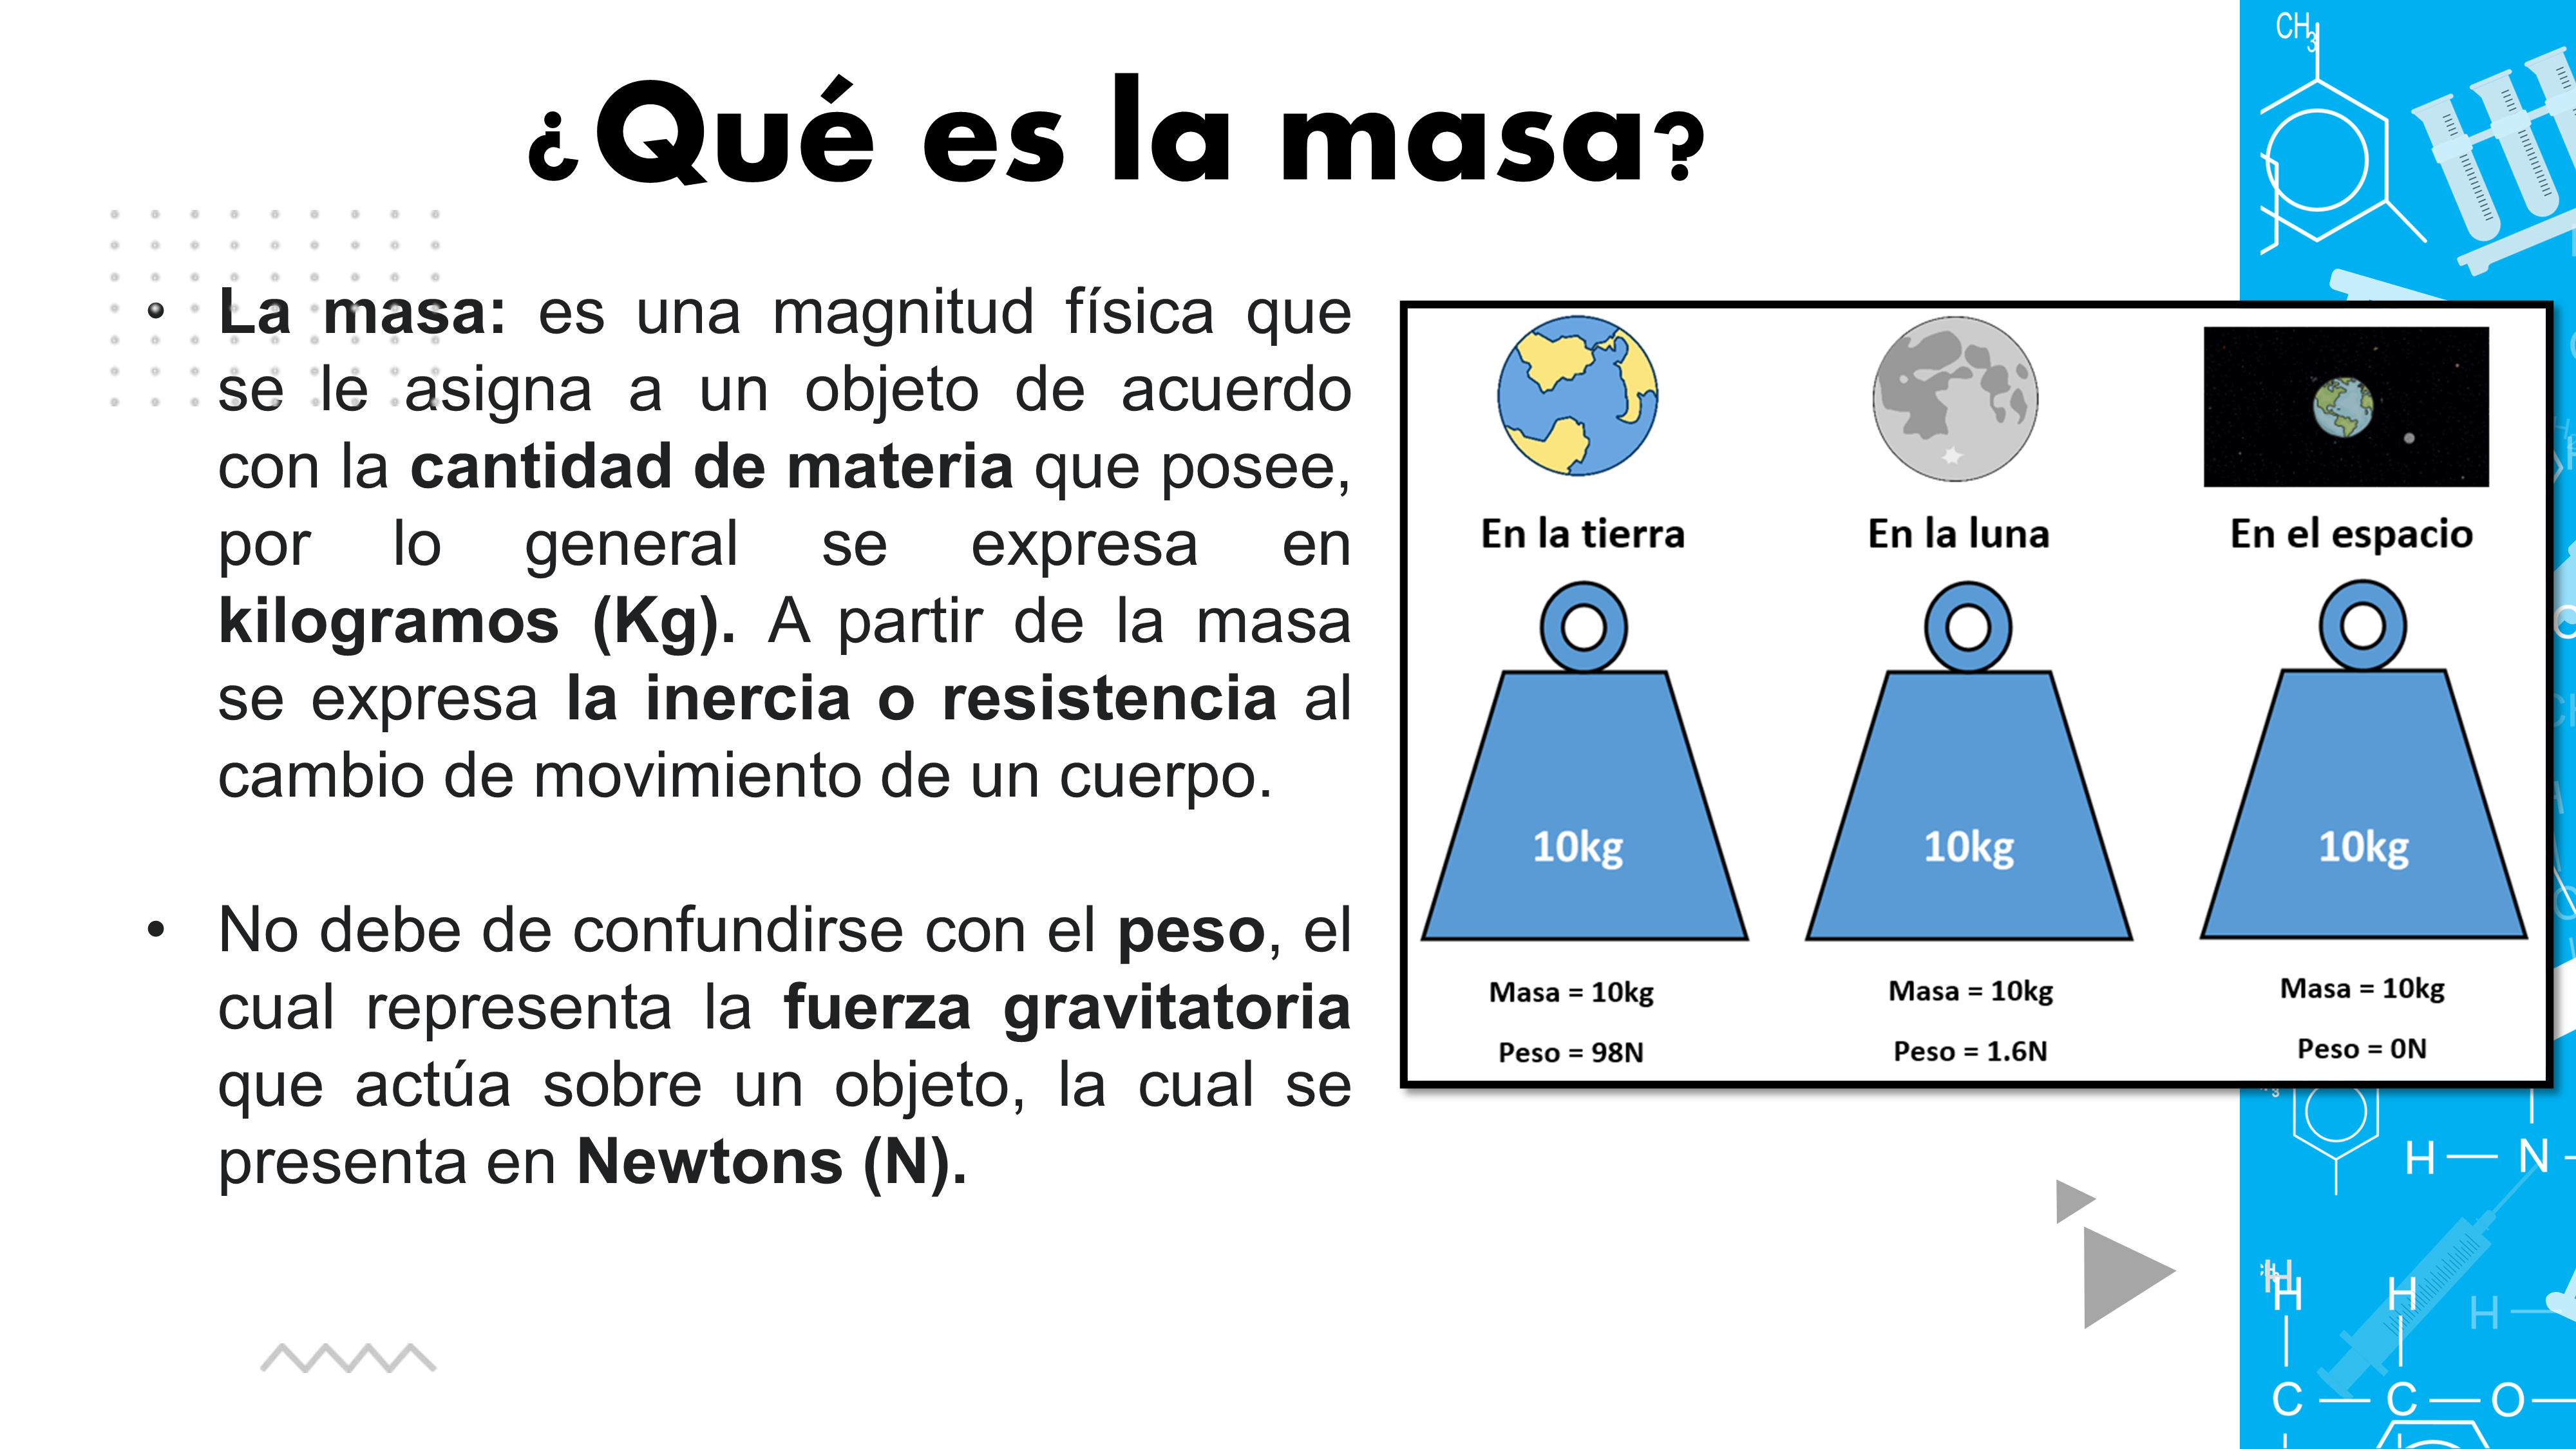 ¿Qué es la masa?
• La masa: es una magnitud física que
se le asigna a un objeto de acuerdo
con la cantidad de materia que posee,
por lo general se expresa en
kilogramos (Kg). A partir de la masa
se expresa la inercia o resistencia al
cambio de movimiento de un cuerpo.
• No debe de confundirse con el peso, el
cual representa la fuerza gravitatoria
que actúa sobre un objeto, la cual se
presenta en Newtons (N).
En la tierra
En la luna
En el espacio
10kg
10kg
10kg
Masa = 10kg
Masa = 10kg
Masa = 10kg
Peso = 98N
Peso = 1.6N
Peso = 0N
CH3
H — N
H
H
H
C — C — O